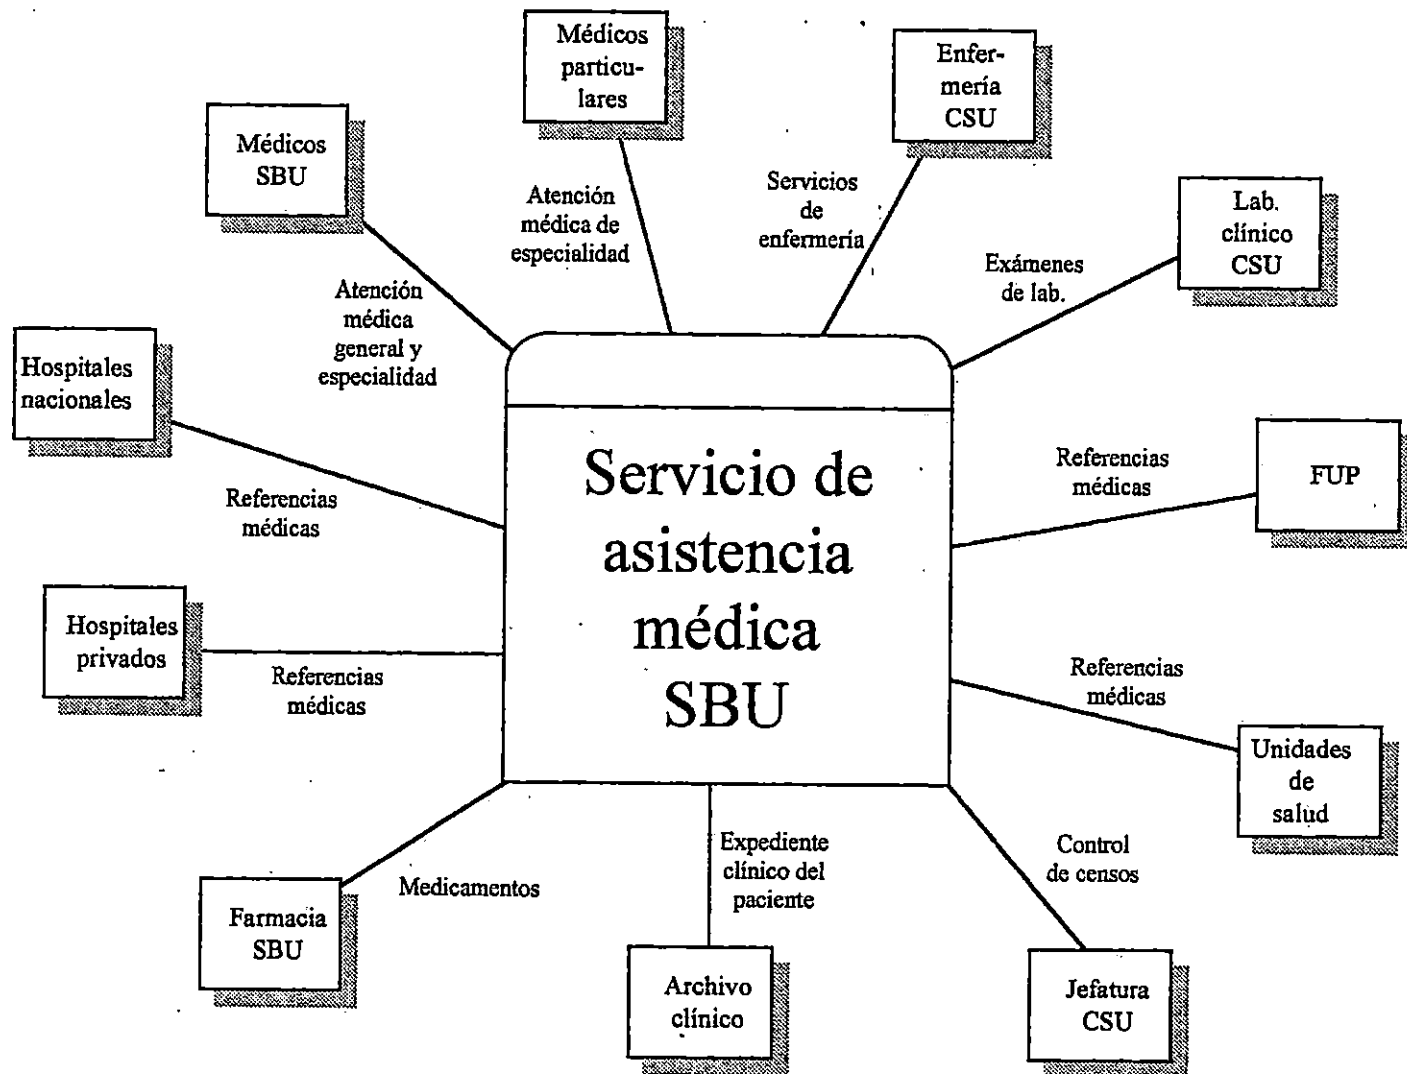 Médicos
particu-
lares
Enfer-
mería
CSU
Médicos
SBU
Lab.
clínico
CSU
Atención
médica de
especialidad
Servicios
de
enfermería
Exámenes
de lab.
Atención
médica
general y
especialidad
Hospitales
nacionales
Referencias
médicas
FUP
Referencias
médicas
Servicio de
asistencia
médica
SBU
Hospitales
privados
Referencias
médicas
Referencias
médicas
Unidades
de
salud
Farmacia
SBU
Medicamentos
Expediente
clínico del
paciente
Control
de censos
Archivo
clínico
Jefatura
CSU